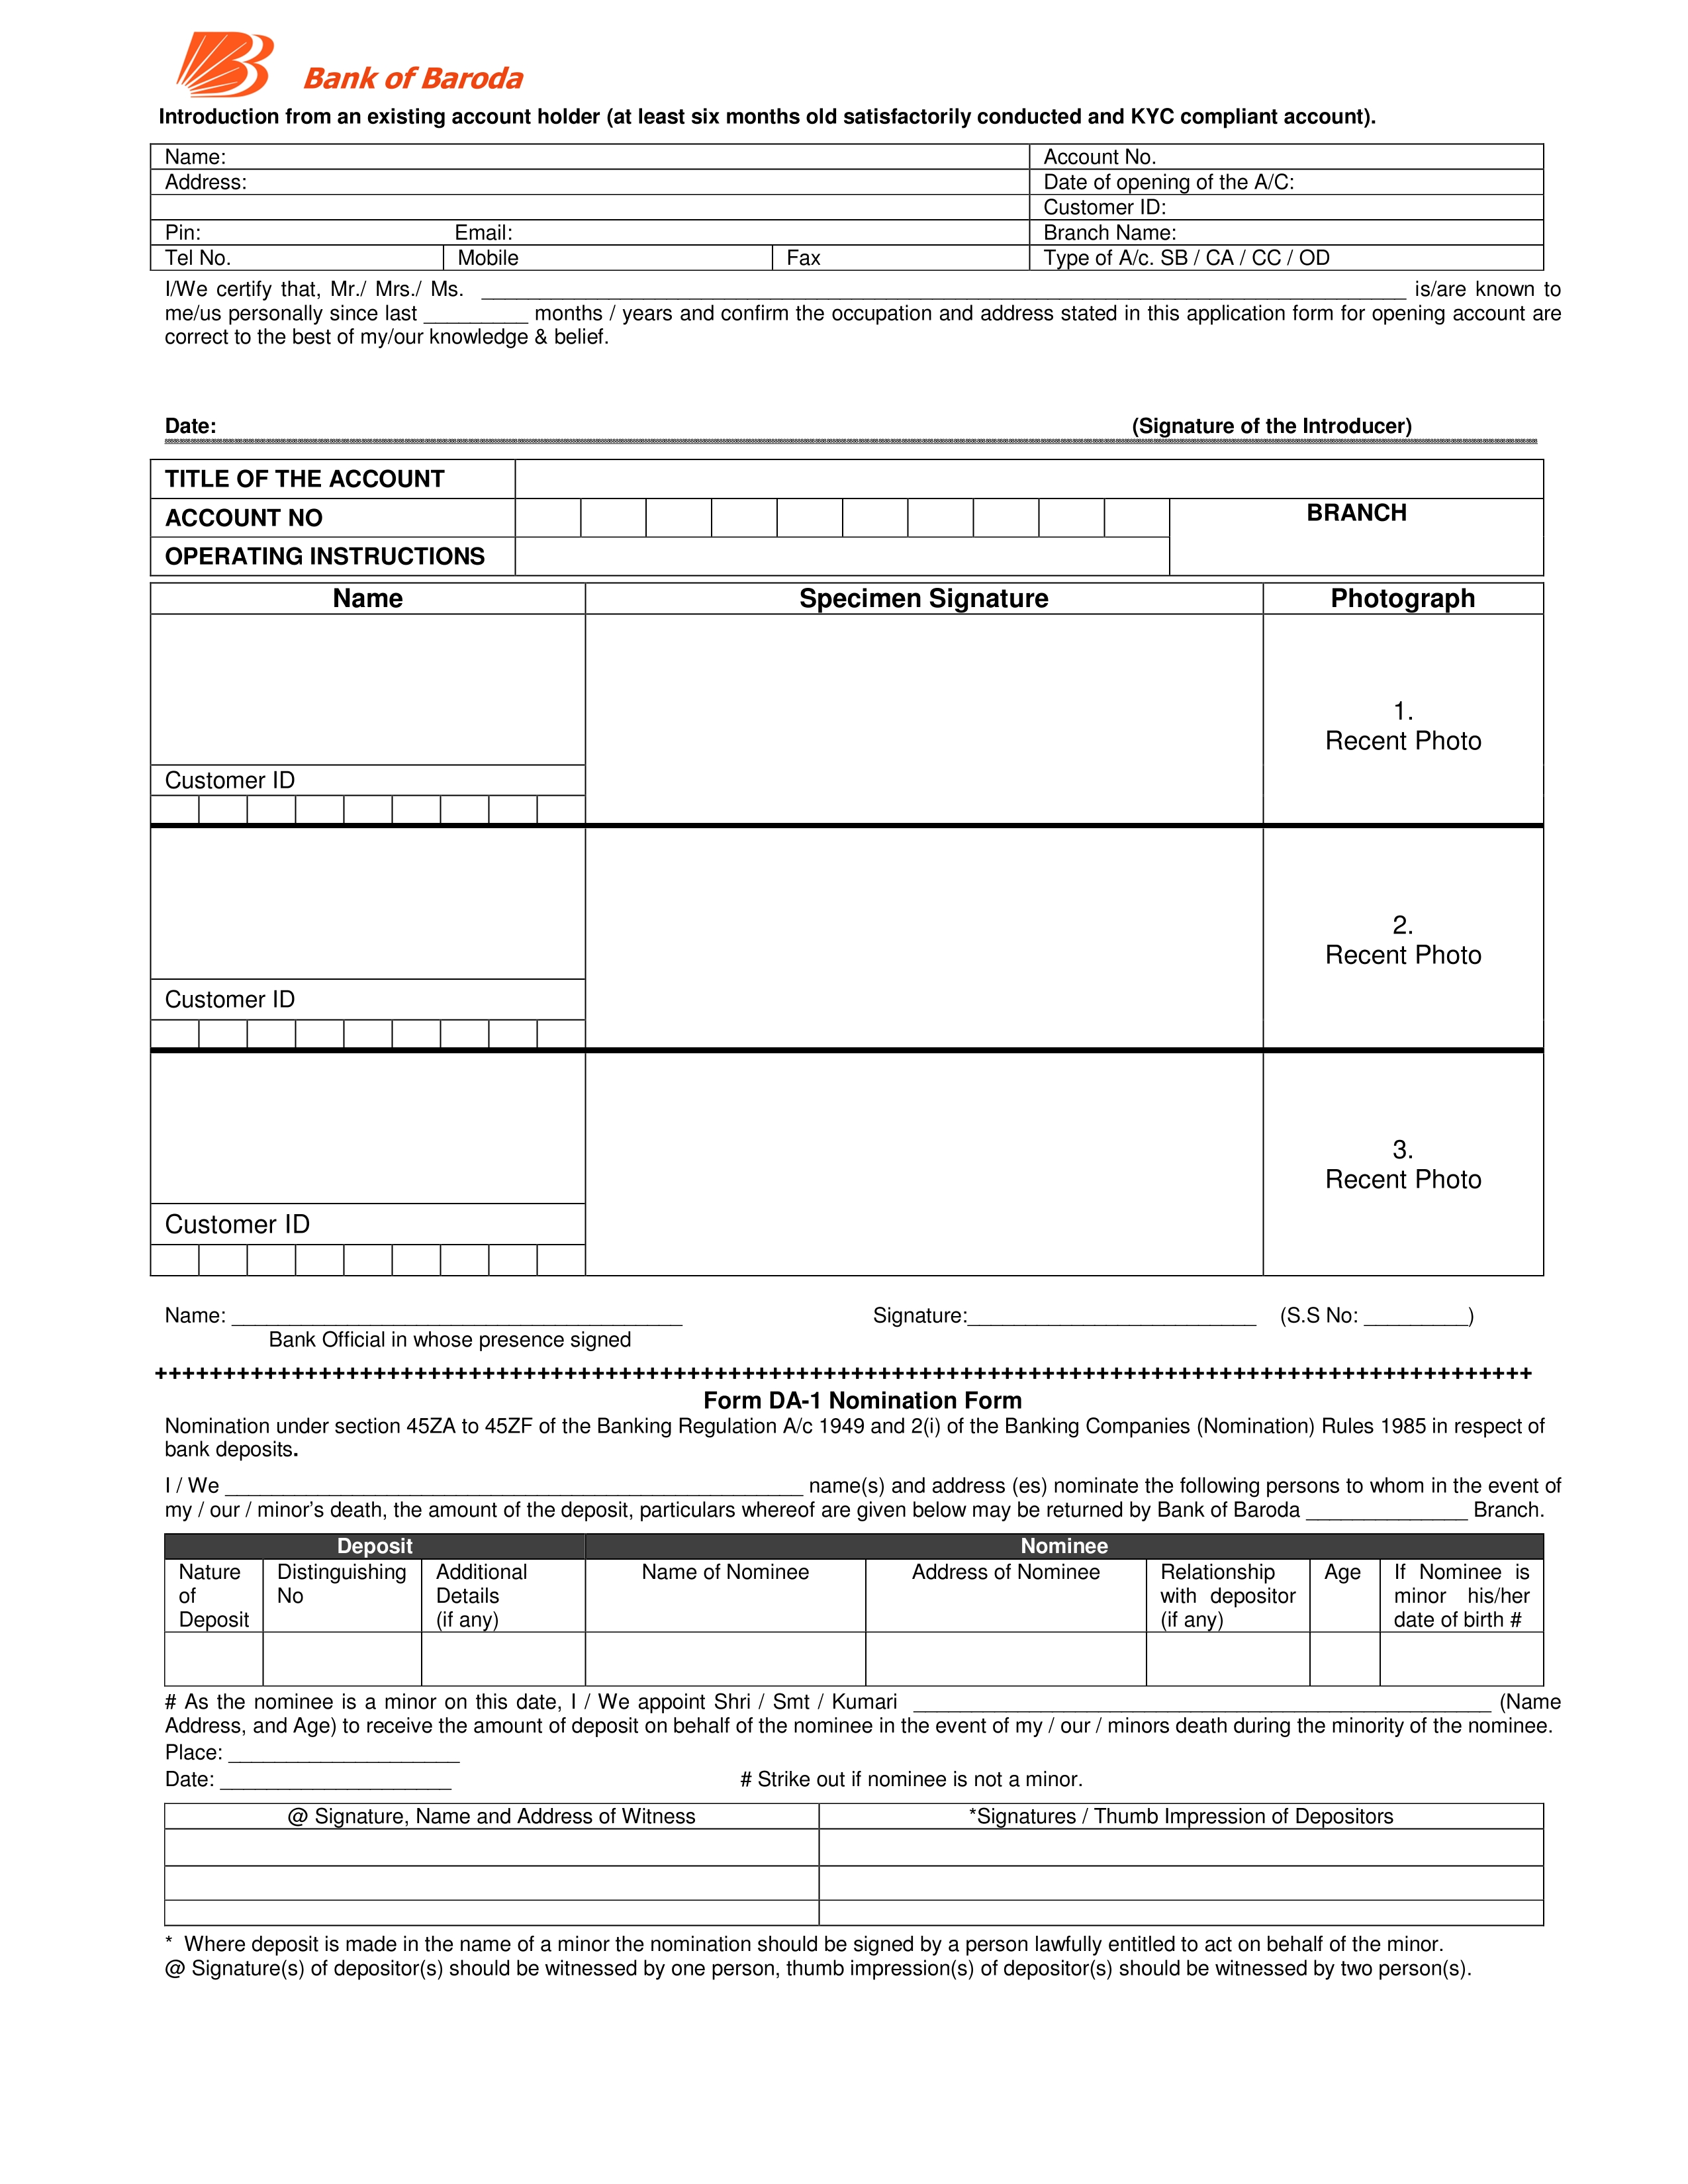 Bank of Baroda
Introduction from an existing account holder (at least six months old satisfactorily conducted and KYC compliant account).
Name: Account No.
Address: Date of opening of the A/C:
Customer ID:
Pin: Email: Branch Name:
Tel No. Mobile Fax Type of A/c. SB / CA / CC / OD
I/We certify that, Mr./ Mrs./ Ms. ________________________________________________________________________________ is/are known to
me/us personally since last _________ months / years and confirm the occupation and address stated in this application form for opening account are
correct to the best of my/our knowledge & belief.
Date: (Signature of the Introducer)
TITLE OF THE ACCOUNT
ACCOUNT NO BRANCH
OPERATING INSTRUCTIONS
Name Specimen Signature Photograph
1.
Recent Photo
Customer ID
2.
Recent Photo
Customer ID
3.
Recent Photo
Customer ID
Name: _______________________________________ Signature:_________________________ (S.S No: _________)
Bank Official in whose presence signed
+++++++++++++++++++++++++++++++++++++++++++++++++++++++++++++++++++++++++++++++++++++++++++++++++++++
Form DA-1 Nomination Form
Nomination under section 45ZA to 45ZF of the Banking Regulation A/c 1949 and 2(i) of the Banking Companies (Nomination) Rules 1985 in respect of
bank deposits.
I / We __________________________________________________ name(s) and address (es) nominate the following persons to whom in the event of
my / our / minor’s death, the amount of the deposit, particulars whereof are given below may be returned by Bank of Baroda ______________ Branch.
Deposit Nominee
Nature Distinguishing Additional Name of Nominee Address of Nominee Relationship Age If Nominee is
of No Details with depositor minor his/her
Deposit (if any) (if any) date of birth #
# As the nominee is a minor on this date, I / We appoint Shri / Smt / Kumari __________________________________________________ (Name
Address, and Age) to receive the amount of deposit on behalf of the nominee in the event of my / our / minors death during the minority of the nominee.
Place: ____________________
Date: ____________________ # Strike out if nominee is not a minor.
@ Signature, Name and Address of Witness *Signatures / Thumb Impression of Depositors
* Where deposit is made in the name of a minor the nomination should be signed by a person lawfully entitled to act on behalf of the minor.
@ Signature(s) of depositor(s) should be witnessed by one person, thumb impression(s) of depositor(s) should be witnessed by two person(s).